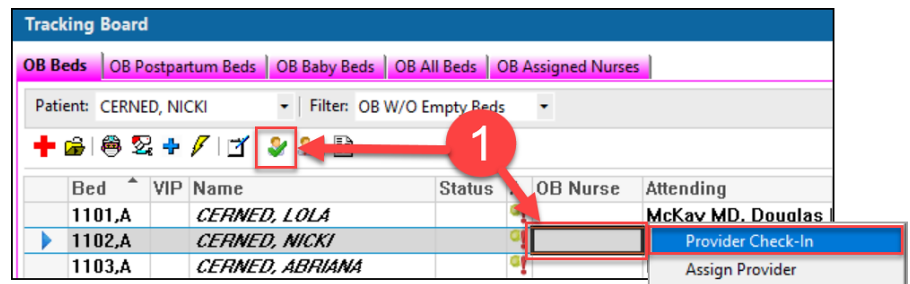 Tracking Board
OB Beds OB Postpartum Beds OB Baby Beds OB All Beds OB Assigned Nurses
Patient: CERNED, NICKI Filter: OB W/O Empty Beds
1
Bed VIP Name Status OB Nurse Attending
1101,A CERNED, LOLA McKay MD, Douglas
1102,A CERNED, NICKI Provider Check-In
1103,A CERNED, ABRIANA Assign Provider